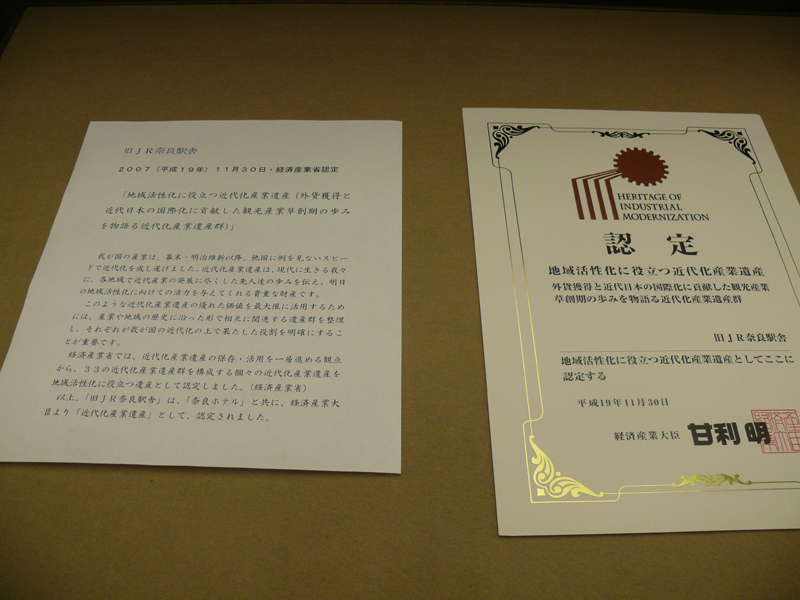 旧ＪＲ奈良駅舎
２００７（平成１９年）１１月３０日・経済産業省認定
「地域活性化に役立つ近代化産業遺産（外貨獲得と
近代日本の国際化に貢献した観光産業草創期の歩み
を物語る近代化産業遺産群）」
我が国の産業は、幕末・明治維新以降、他国に例を見ないスピー
ドで近代化を成し遂げました。近代化産業遺産は、現代に生きる我々
に、各地域で近代産業の発展に尽くした先人達の歩みを伝え、明日
の地域活性化に向けての活力を与えてくれる貴重な財産です。
このような近代化産業遺産の優れた価値を最大限に活用するため
には、産業や地域の歴史に沿った形で相互に関連する遺産群を整理
し、それぞれが我が国の近代化の上で果たした役割を明確にするこ
とが重要です。
経済産業省では、近代化産業遺産の保存・活用を一層進める観点
から、３３の近代化産業遺産群を構成する個々の近代化産業遺産を
地域活性化に役立つ遺産として認定しました。（経済産業省）
以上、「旧ＪＲ奈良駅舎」は、「奈良ホテル」と共に、経済産業大
臣より「近代化産業遺産」として、認定されました。
HERITAGE OF
INDUSTRIAL
MODERNIZATION
認定
地域活性化に役立つ近代化産業遺産
外貨獲得と近代日本の国際化に貢献した観光産業
草創期の歩みを物語る近代化産業遺産群
旧ＪＲ奈良駅舎
地域活性化に役立つ近代化産業遺産としてここに
認定する
平成19年11月30日
経済産業大臣 甘利 明